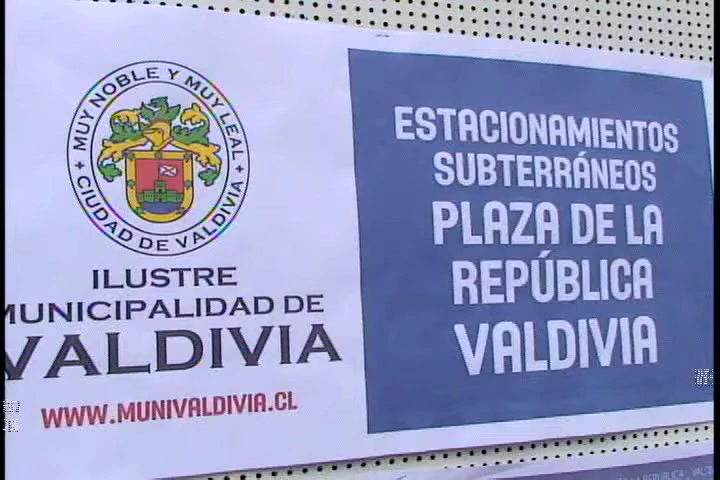 MUY NOBLE Y MUY LEAL
CIUDAD DE VALDIVIA
ILUSTRE
MUNICIPALIDAD DE
VALDIVIA
WWW.MUNIVALDIVIA.CL
ESTACIONAMIENTOS
SUBTERRÁNEOS
PLAZA DE LA
REPÚBLICA
VALDIVIA